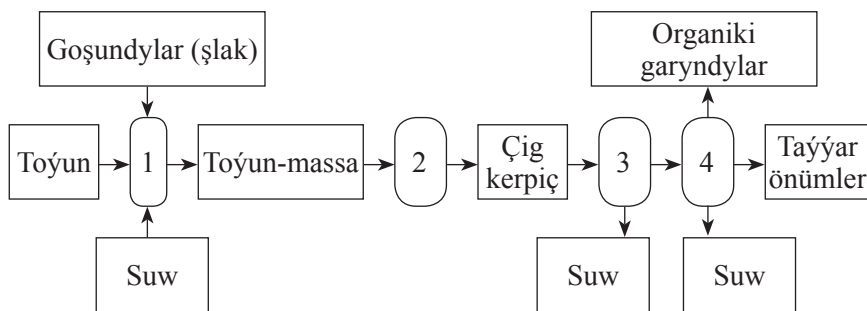 Goşundylar (şlak)
Organiki
garyndylar
Toýun
1
Toýun-massa
2
Çig
kerpiç
3
4
Taýýar
önümler
Suw
Suw
Suw